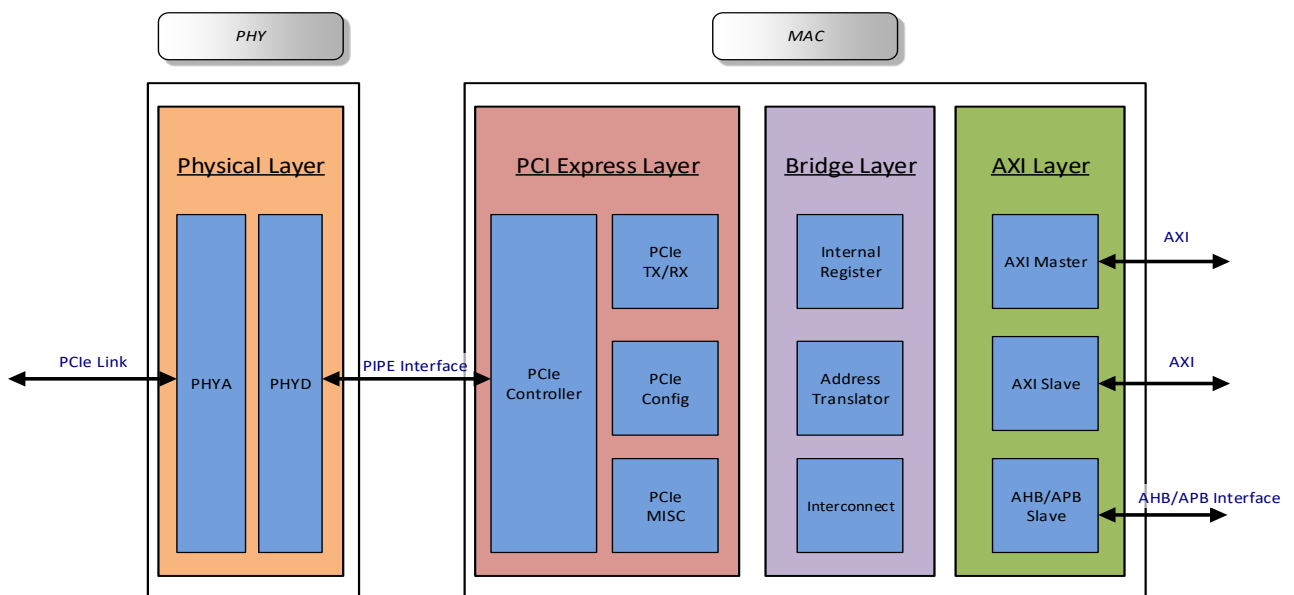 PHY
MAC
Physical Layer
PCI Express Layer
Bridge Layer
AXI Layer
PCIe Link
PHYA
PHYD
PIPE Interface
PCIe
Controller
PCIe
TX/RX
PCIe
Config
PCIe
MISC
Internal
Register
Address
Translator
Interconnect
AXI Master
AXI Slave
AHB/APB
Slave
AXI
AXI
AHB/APB Interface